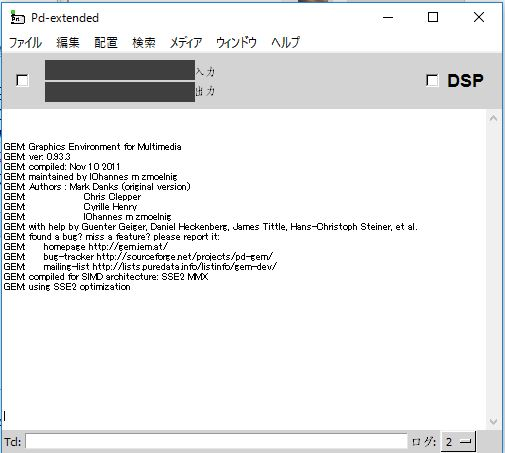 Pd-extended
ファイル 編集 配置 検索 メディア ウィンドウ ヘルプ
入力
出力
DSP
GEM: Graphics Environment for Multimedia
GEM: ver: 0.93.3
GEM: compiled: Nov 10 2011
GEM: maintained by IOhannes m zmoelnig
GEM: Authors : Mark Danks (original version)
GEM: Chris Clepper
GEM: Cyrille Henry
GEM: IOhannes m zmoelnig
GEM: with help by Guenter Geiger, Daniel Heckenberg, James Tittle, Hans-Christoph Steiner, et al.
GEM: found a bug? miss a feature? please report it:
GEM: homepage http://gem.iem.at/
GEM: bug-tracker http://sourceforge.net/projects/pd-gem/
GEM: mailing-list http://lists.puredata.info/listinfo/gem-dev/
GEM: compiled for SIMD architecture: SSE2 MMX
GEM: using SSE2 optimization
Tcl: ログ: 2